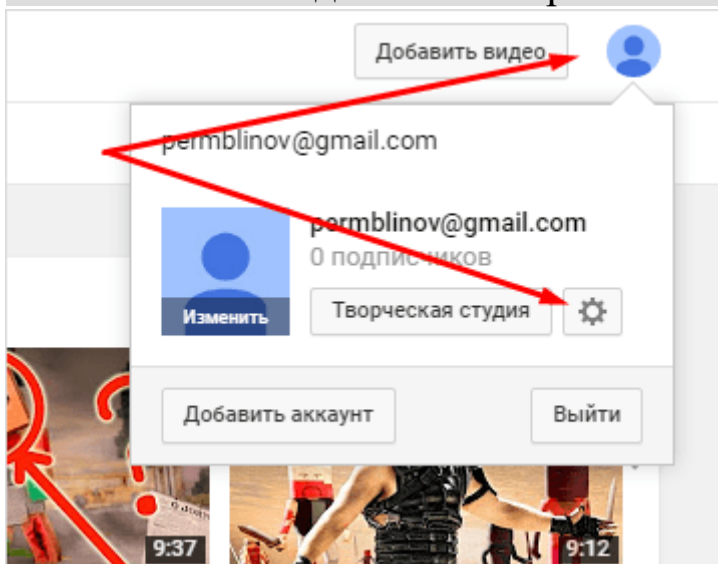 Добавить видео
permblinov@gmail.com
permblinov@gmail.com
0 подписчиков
Изменить
Творческая студия
Добавить аккаунт
Выйти
?
9:37
9:12